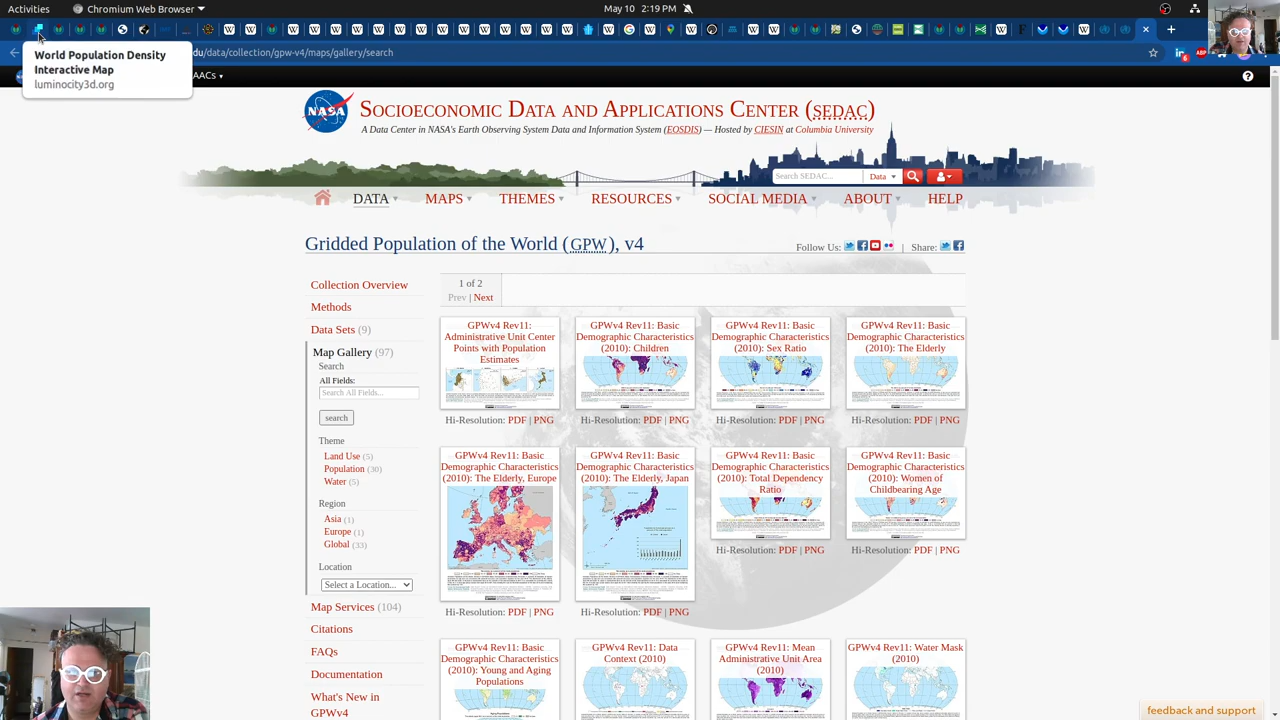 Activities
May 10 2:19 PM
World Population Density
Interactive Map
luminocity3d.org
du/data/collection/gpw-v4/maps/gallery/search
AACs ▾
NASA
Socioeconomic Data and Applications Center (SEDAC)
A Data Center in NASA's Earth Observing System Data and Information System (EOSDIS) — Hosted by CIESIN at Columbia University
Search SEDAC...
Data
DATA
MAPS
THEMES
RESOURCES
SOCIAL MEDIA
ABOUT
HELP
Gridded Population of the World (GPW), v4
Follow Us:
|
Share:
Collection Overview
Methods
Data Sets (9)
Map Gallery (97)
Search
All Fields:
Search All Fields...
search
Theme
Land Use (5)
Population (30)
Water (5)
Region
Asia (1)
Europe (1)
Global (33)
Location
Select a Location...
Map Services (104)
Citations
FAQs
Documentation
What's New in
GPWv4
1 of 2
Prev | Next
GPWv4 Rev11:
Administrative Unit Center
Points with Population
Estimates
Hi-Resolution: PDF | PNG
GPWv4 Rev11: Basic
Demographic Characteristics
(2010): Children
Hi-Resolution: PDF | PNG
GPWv4 Rev11: Basic
Demographic Characteristics
(2010): Sex Ratio
Hi-Resolution: PDF | PNG
GPWv4 Rev11: Basic
Demographic Characteristics
(2010): The Elderly
Hi-Resolution: PDF | PNG
GPWv4 Rev11: Basic
Demographic Characteristics
(2010): The Elderly, Europe
Hi-Resolution: PDF | PNG
GPWv4 Rev11: Basic
Demographic Characteristics
(2010): The Elderly, Japan
Hi-Resolution: PDF | PNG
GPWv4 Rev11: Basic
Demographic Characteristics
(2010): Total Dependency
Ratio
Hi-Resolution: PDF | PNG
GPWv4 Rev11: Basic
Demographic Characteristics
(2010): Women of
Childbearing Age
Hi-Resolution: PDF | PNG
GPWv4 Rev11: Basic
Demographic Characteristics
(2010): Young and Aging
Populations
GPWv4 Rev11: Data
Context (2010)
GPWv4 Rev11: Mean
Administrative Unit Area
(2010)
GPWv4 Rev11: Water Mask
(2010)
feedback and support